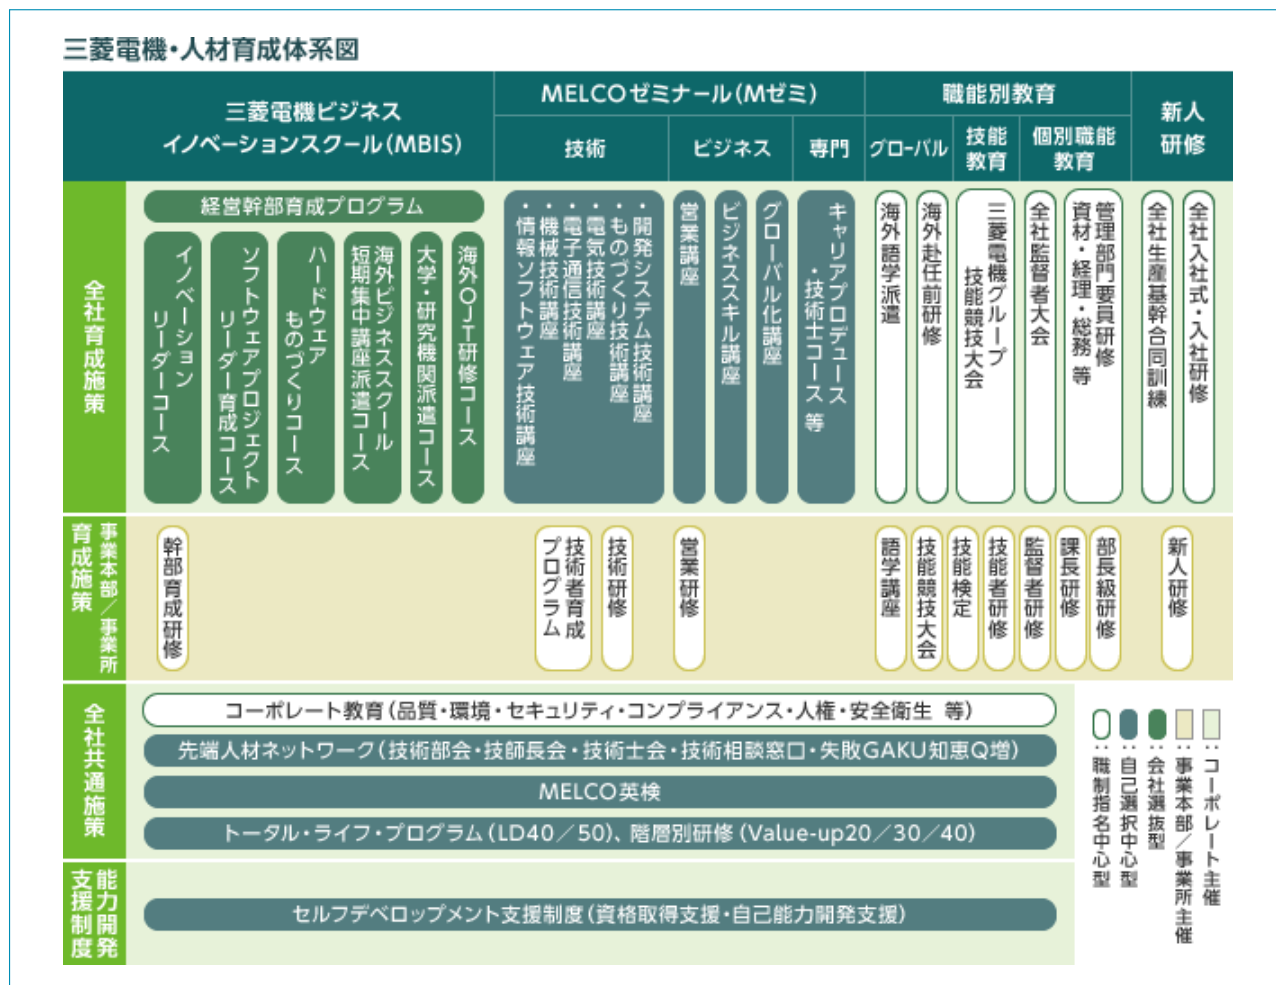 三菱電機・人材育成体系図
三菱電機ビジネス
イノベーションスクール(MBIS)
MELCOゼミナール(Mゼミ)
技術
ビジネス
専門
職能別教育
グローバル
技能
教育
個別職能
教育
新人
研修
全社育成施策
経営幹部育成プログラム
イノベーション
リーダーコース
ソフトウェアプロジェクト
リーダー育成コース
ハードウェア
ものづくりコース
海外ビジネススクール
短期集中講座派遣コース
大学・研究機関派遣コース
海外OJT研修コース
・開発システム技術講座
・ものづくり技術講座
・電気技術講座
・電子通信技術講座
・機械技術講座
・情報ソフトウェア技術講座
営業講座
ビジネススキル講座
グローバル化講座
キャリアプロデュース
・技術士コース 等
海外語学派遣
海外赴任前研修
三菱電機グループ
技能競技大会
全社監督者大会
管理部門要員研修
資材・経理・総務 等
全社生産基幹合同訓練
全社入社式・入社研修
事業本部／事業所
育成施策
幹部育成研修
技術者育成
プログラム
技術研修
営業研修
語学講座
技能競技大会
技能検定
技能者研修
監督者研修
課長研修
部長級研修
新人研修
全社共通施策
コーポレート教育(品質・環境・セキュリティ・コンプライアンス・人権・安全衛生 等)
先端人材ネットワーク(技術部会・技師長会・技術士会・技術相談窓口・失敗GAKU知恵Q増)
MELCO英検
トータル・ライフ・プログラム(LD40／50)、階層別研修(Value-up20／30／40)
能力開発
支援制度
セルフデベロップメント支援制度(資格取得支援・自己能力開発支援)
：コーポレート主催
：事業本部／事業所主催
：会社選抜型
：自己選択中心型
：職制指名中心型